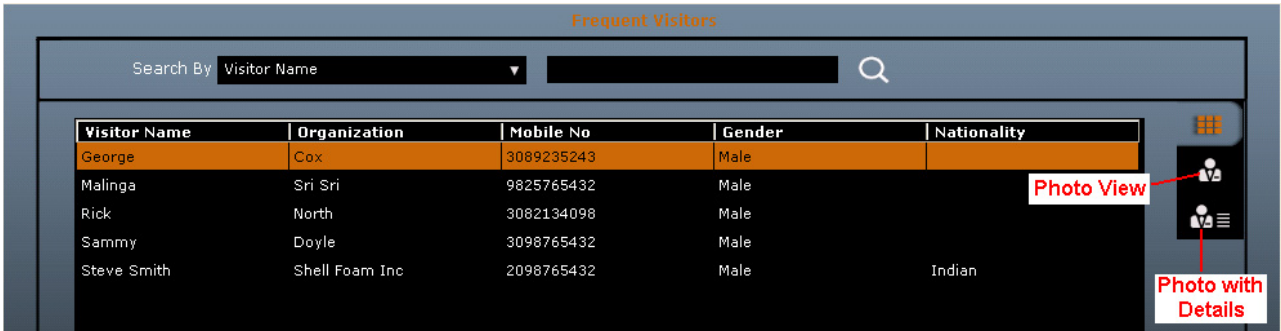 Frequent Visitors
Search By Visitor Name
Visitor Name Organization Mobile No Gender Nationality
George Cox 3089235243 Male
Malinga Sri Sri 9825765432 Male
Photo View
Rick North 3082134098 Male
Sammy Doyle 3098765432 Male
Steve Smith Shell Foam Inc 2098765432 Male Indian
Photo with
Details